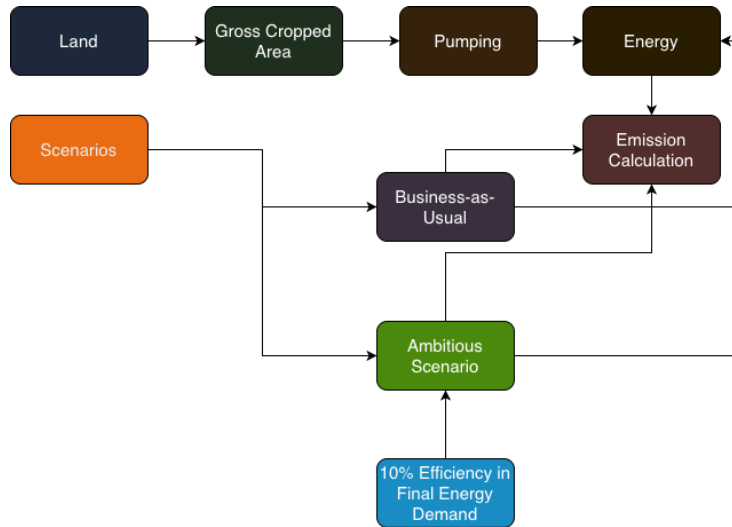 Land
Gross Cropped
Area
Pumping
Energy
Scenarios
Emission
Calculation
Business-as-
Usual
Ambitious
Scenario
10% Efficiency in
Final Energy
Demand